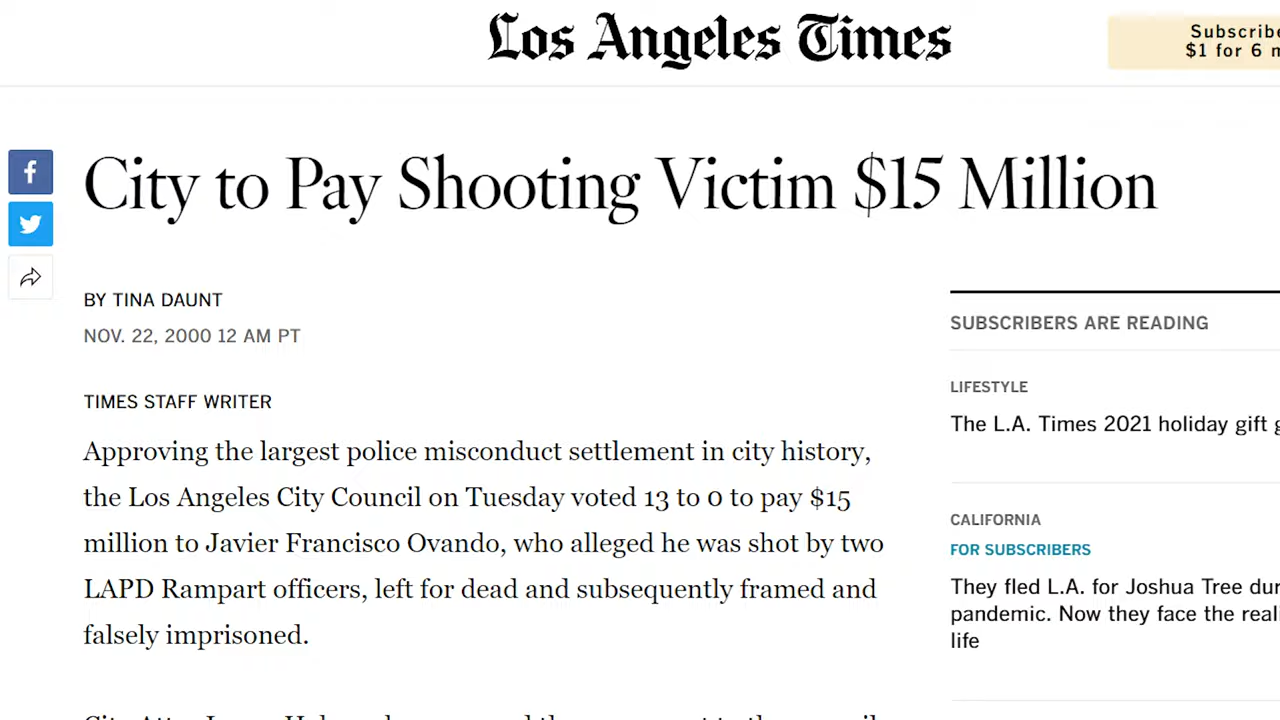 Los Angeles Times
Subscribe
$1 for 6
City to Pay Shooting Victim $15 Million
BY TINA DAUNT
NOV. 22, 2000 12 AM PT
TIMES STAFF WRITER
Approving the largest police misconduct settlement in city history,
the Los Angeles City Council on Tuesday voted 13 to 0 to pay $15
million to Javier Francisco Ovando, who alleged he was shot by two
LAPD Rampart officers, left for dead and subsequently framed and
falsely imprisoned.
SUBSCRIBERS ARE READING
LIFESTYLE
The L.A. Times 2021 holiday gift
CALIFORNIA
FOR SUBSCRIBERS
They fled L.A. for Joshua Tree
pandemic. Now they face the
life